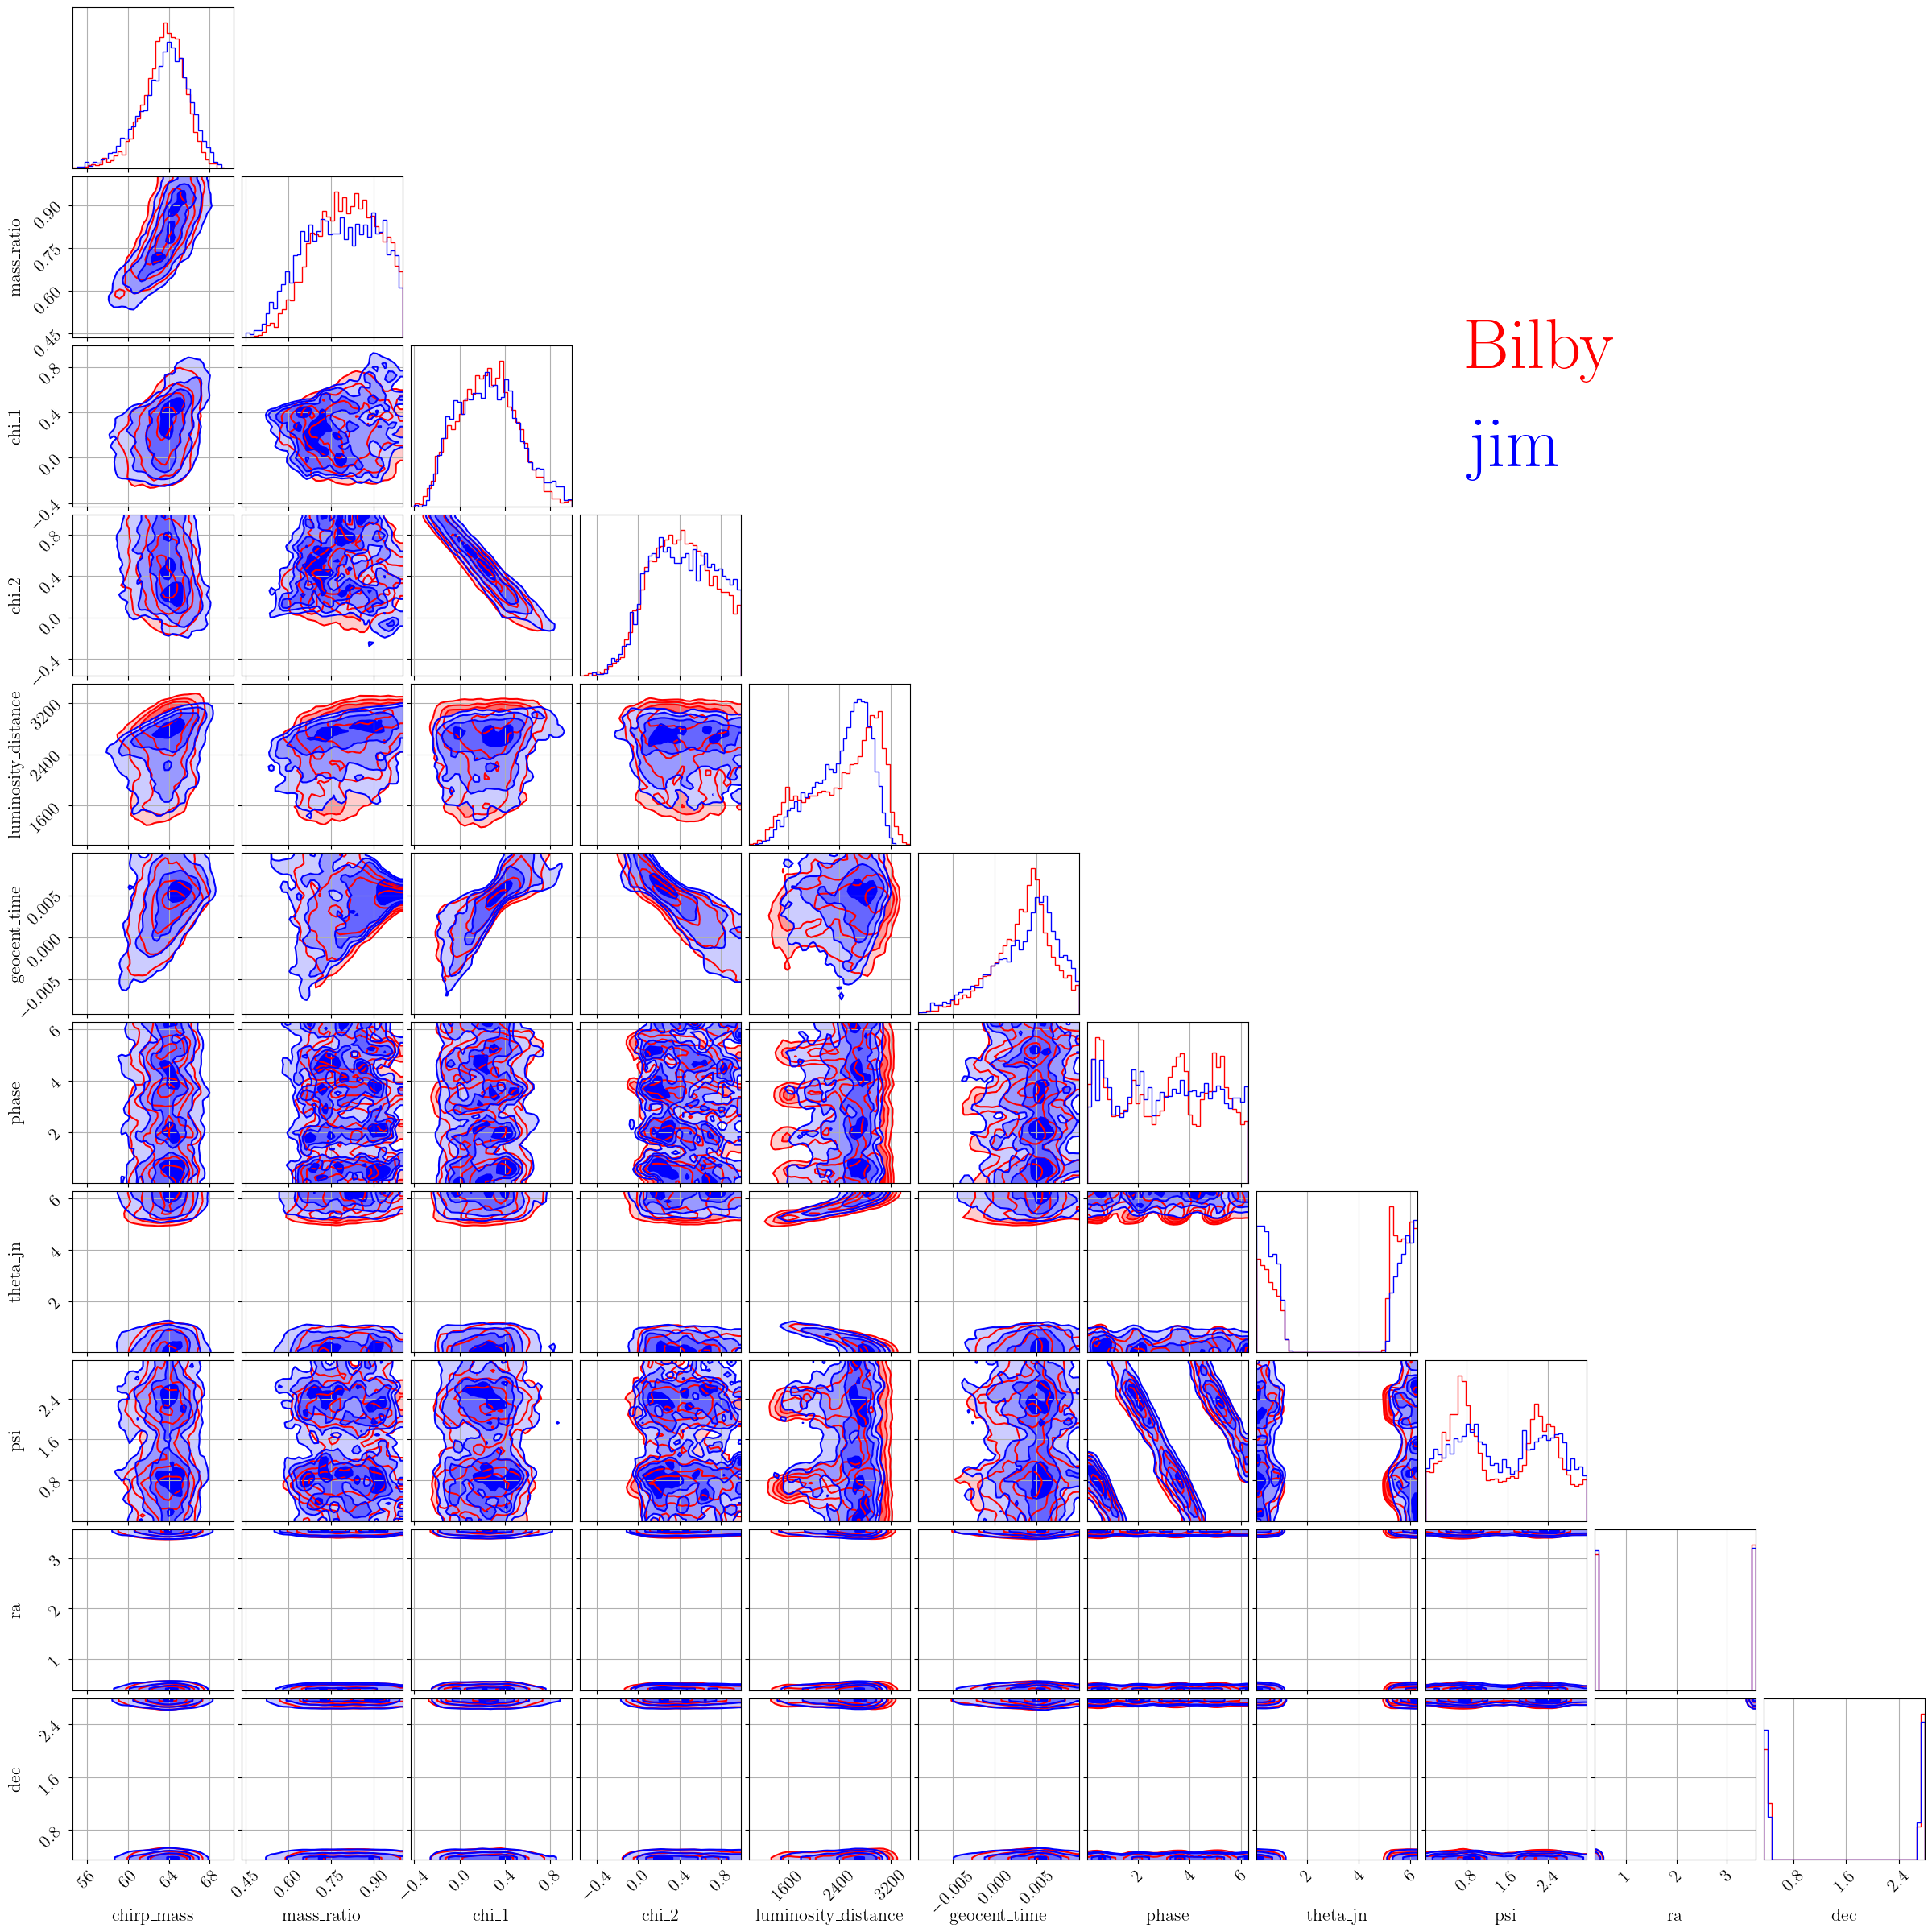 mass_ratio
0.45
0.60
0.75
0.90
Bilby
jim
chi_1
−0.4
0.0
0.4
0.8
chi_2
−0.4
0.0
0.4
0.8
luminosity_distance
1600
2400
3200
geocent_time
−0.005
0.000
0.005
phase
2
4
6
theta_jn
2
4
6
psi
0.8
1.6
2.4
ra
1
2
3
dec
0.8
1.6
2.4
56 60 64 68 0.45 0.60 0.75 0.90 −0.4 0.0 0.4 0.8 −0.4 0.0 0.4 0.8 1600 2400 3200 −0.005 0.000 0.005 2 4 6 2 4 6 0.8 1.6 2.4 1 2 3 0.8 1.6 2.4
chirp_mass mass_ratio chi_1 chi_2 luminosity_distance geocent_time phase theta_jn psi ra dec